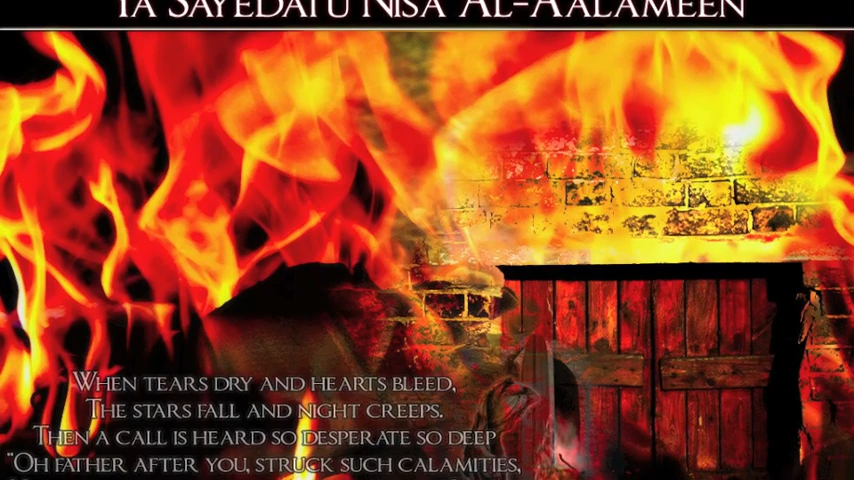 Ya Sayedatu Nisa Al-Aalameen
When tears dry and hearts bleed,
The stars fall and night creeps.
Then a call is heard so desperate so deep
"Oh father after you, struck such calamities,